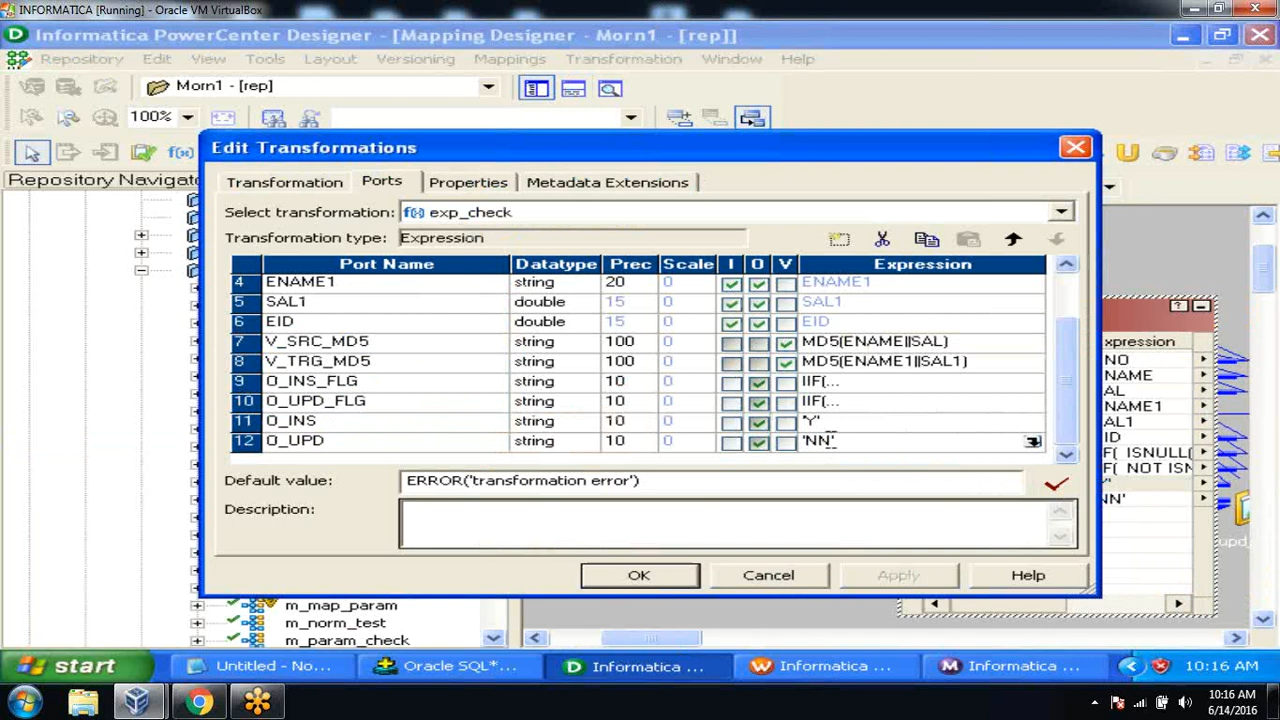 INFORMATICA [Running] - Oracle VM VirtualBox
Informatica PowerCenter Designer - [Mapping Designer - Morn1 - [rep]]
Repository Edit View Tools Layout Versioning Mappings Transformation Window Help
Morn1 - [rep]
100%
f(x)
Repository Naviga
Edit Transformations
Transformation Ports Properties Metadata Extensions
Select transformation: f(x) exp_check
Transformation type: Expression
Port Name Datatype Prec Scale I O V Expression
4 ENAME1 string 20 0 ENAME1
5 SAL1 double 15 0 SAL1
6 EID double 15 0 EID
7 V_SRC_MD5 string 100 0 MD5(ENAME||SAL)
8 V_TRG_MD5 string 100 0 MD5(ENAME1||SAL1)
9 O_INS_FLG string 10 0 IIF(...
10 O_UPD_FLG string 10 0 IIF(...
11 O_INS string 10 0 'Y'
12 O_UPD string 10 0 'NN'
Default value: ERROR('transformation error')
Description:
OK Cancel Apply Help
xpression
NO
NAME
AL
NAME1
AL1
ID
F( ISNULL(
F( NOT ISN
NN'
upd_
m_map_param
m_norm_test
m_param_check
start Untitled - No... Oracle SQL*... Informatica ... Informatica ... Informatica ... 10:16 AM
10:16 AM
6/14/2016